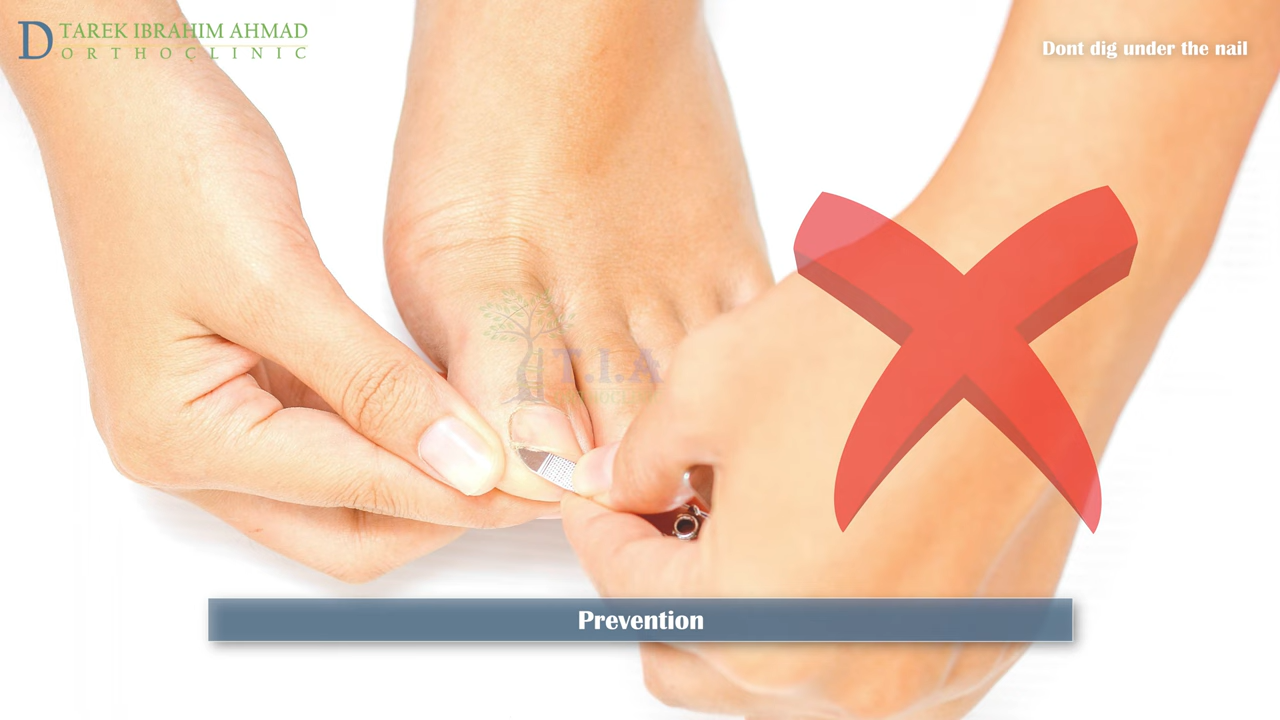 D TAREK IBRAHIM AHMAD
ORTHOCLINIC
Dont dig under the nail
T.I.A
Prevention